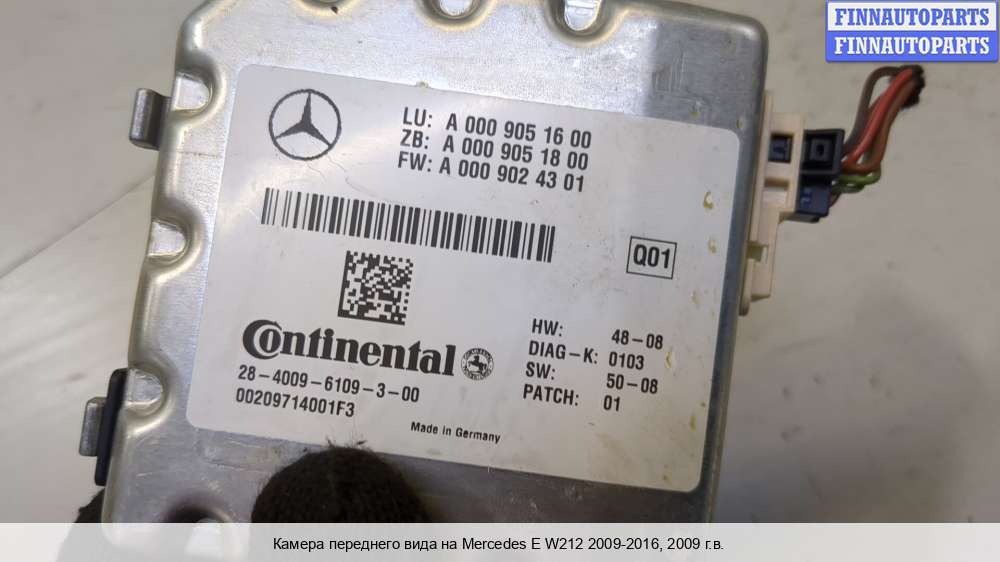 FINNAUTOPARTS
FINNAUTOPARTS
LU: A 000 905 16 00
ZB: A 000 905 18 00
FW: A 000 902 43 01
Q01
Continental
28-4009-6109-3-00
00209714001F3
HW: 48-08
DIAG-K: 0103
SW: 50-08
PATCH: 01
Made in Germany
Камера переднего вида на Mercedes E W212 2009-2016, 2009 г.в.